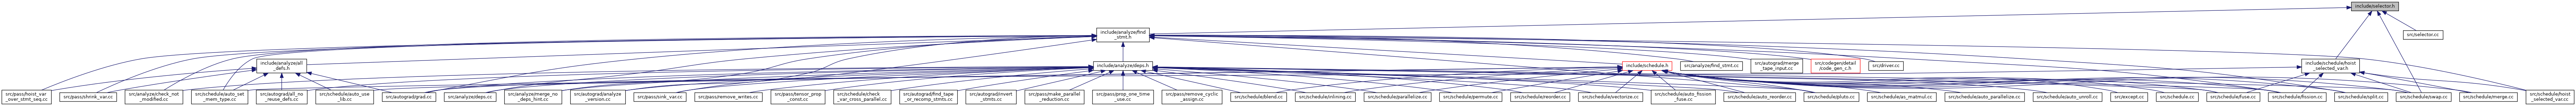 include/selector.h
include/analyze/find
_stmt.h
src/selector.cc
include/analyze/all
_defs.h
include/analyze/deps.h
include/schedule.h
src/analyze/find_stmt.cc
src/autograd/merge
_tape_input.cc
src/codegen/detail
/code_gen_c.h
src/driver.cc
include/schedule/hoist
_selected_var.h
src/pass/hoist_var
_over_stmt_seq.cc
src/pass/shrink_var.cc
src/analyze/check_not
_modified.cc
src/schedule/auto_set
_mem_type.cc
src/autograd/all_no
_reuse_defs.cc
src/schedule/auto_use
_lib.cc
src/autograd/grad.cc
src/analyze/deps.cc
src/analyze/merge_no
_deps_hint.cc
src/autograd/analyze
_version.cc
src/pass/sink_var.cc
src/pass/remove_writes.cc
src/pass/tensor_prop
_const.cc
src/schedule/check
_var_cross_parallel.cc
src/autograd/find_tape
_or_recomp_stmts.cc
src/autograd/invert
_stmts.cc
src/pass/make_parallel
_reduction.cc
src/pass/prop_one_time
_use.cc
src/pass/remove_cyclic
_assign.cc
src/schedule/blend.cc
src/schedule/inlining.cc
src/schedule/parallelize.cc
src/schedule/permute.cc
src/schedule/reorder.cc
src/schedule/vectorize.cc
src/schedule/auto_fission
_fuse.cc
src/schedule/auto_reorder.cc
src/schedule/pluto.cc
src/schedule/as_matmul.cc
src/schedule/auto_parallelize.cc
src/schedule/auto_unroll.cc
src/except.cc
src/schedule.cc
src/schedule/fuse.cc
src/schedule/fission.cc
src/schedule/split.cc
src/schedule/swap.cc
src/schedule/merge.cc
src/schedule/hoist
_selected_var.cc